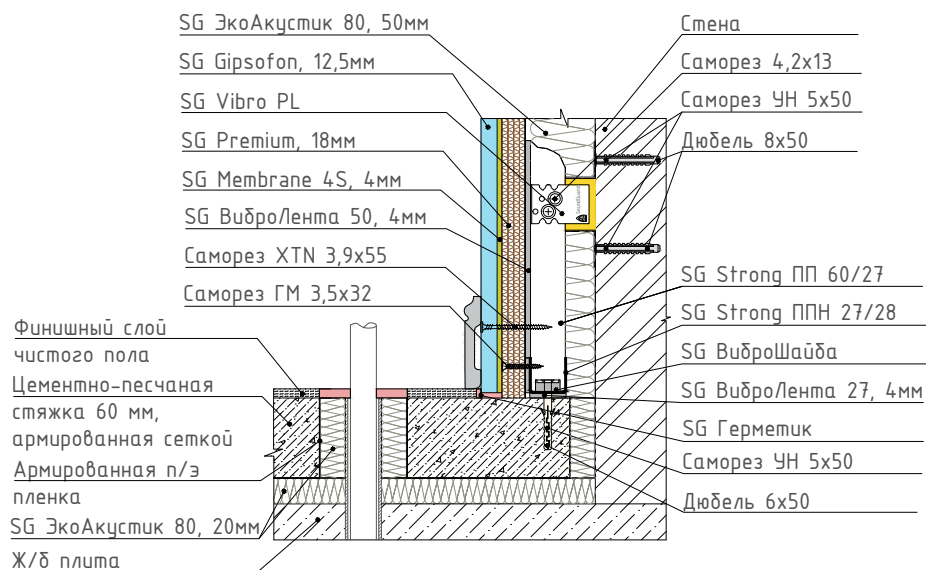 SG ЭкоАкустик 80, 50мм
SG Gipsofon, 12,5мм
SG Vibro PL
SG Premium, 18мм
SG Membrane 4S, 4мм
SG ВиброЛента 50, 4мм
Саморез XTN 3,9x55
Саморез ГМ 3,5x32
Финишный слой
чистого пола
Цементно-песчаная
стяжка 60 мм,
армированная сеткой
Армированная п/э
пленка
SG ЭкоАкустик 80, 20мм
Ж/б плита
Стена
Саморез 4,2x13
Саморез УН 5x50
Дюбель 8x50
SoundGuard
SG Strong ПП 60/27
SG Strong ППН 27/28
SG ВиброШайба
SG ВиброЛента 27, 4мм
SG Герметик
Саморез УН 5x50
Дюбель 6x50